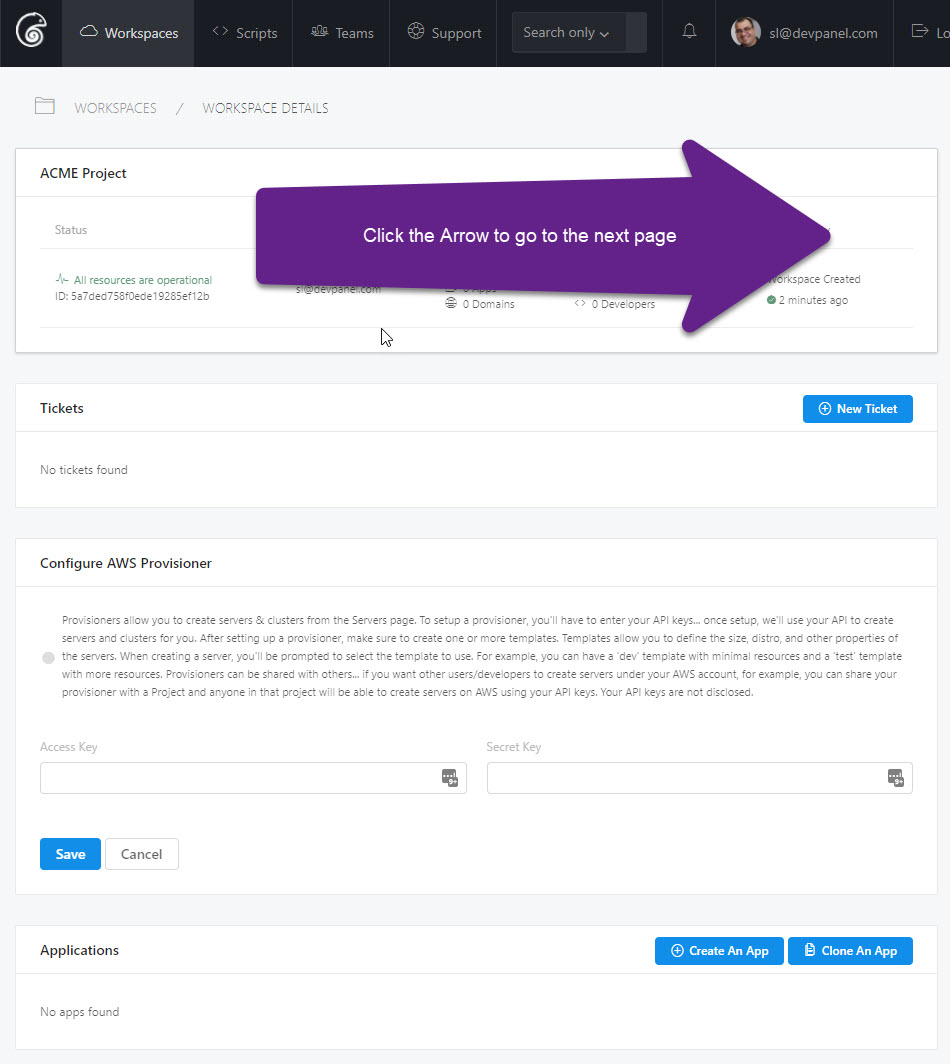 Workspaces Scripts Teams Support Search only sl@devpanel.com Lo
WORKSPACES / WORKSPACE DETAILS
ACME Project
Click the Arrow to go to the next page
Status
All resources are operational
ID: 5a7ded758f0ede19285ef12b
sl@devpanel.com
0 Apps
0 Domains
0 Developers
Workspace Created
2 minutes ago
Tickets
New Ticket
No tickets found
Configure AWS Provisioner
Provisioners allow you to create servers & clusters from the Servers page. To setup a provisioner, you'll have to enter your API keys... once setup, we'll use your API to create
servers and clusters for you. After setting up a provisioner, make sure to create one or more templates. Templates allow you to define the size, distro, and other properties of
the servers. When creating a server, you'll be prompted to select the template to use. For example, you can have a 'dev' template with minimal resources and a 'test' template
with more resources. Provisioners can be shared with others... if you want other users/developers to create servers under your AWS account, for example, you can share your
provisioner with a Project and anyone in that project will be able to create servers on AWS using your API keys. Your API keys are not disclosed.
Access Key Secret Key
9+ 9+
Save Cancel
Applications
Create An App Clone An App
No apps found